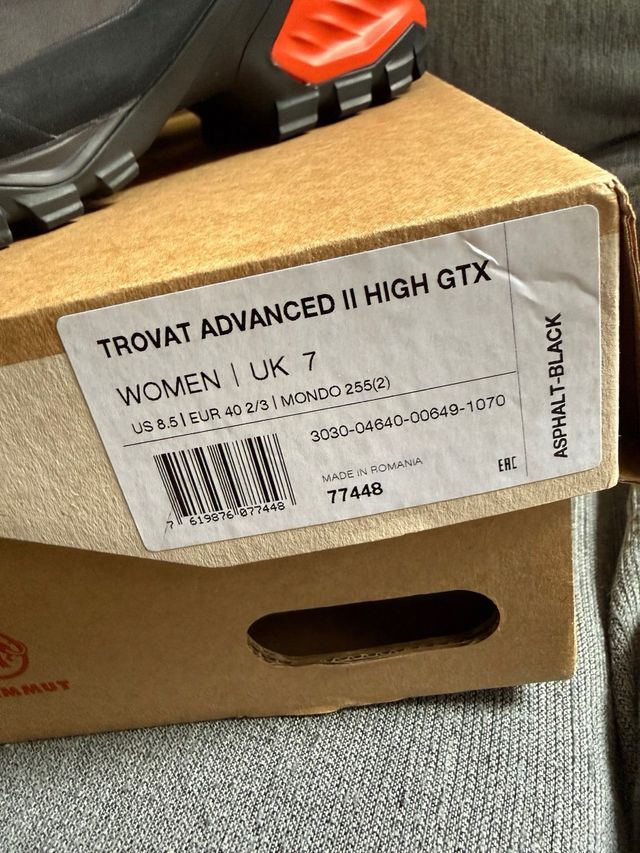 TROVAT ADVANCED II HIGH GTX
WOMEN | UK 7
US 8.5 | EUR 40 2/3 | MONDO 255(2)
3030-04640-00649-1070
7 619876 077448
MADE IN ROMANIA
77448
EAC
ASPHALT-BLACK
MMUT